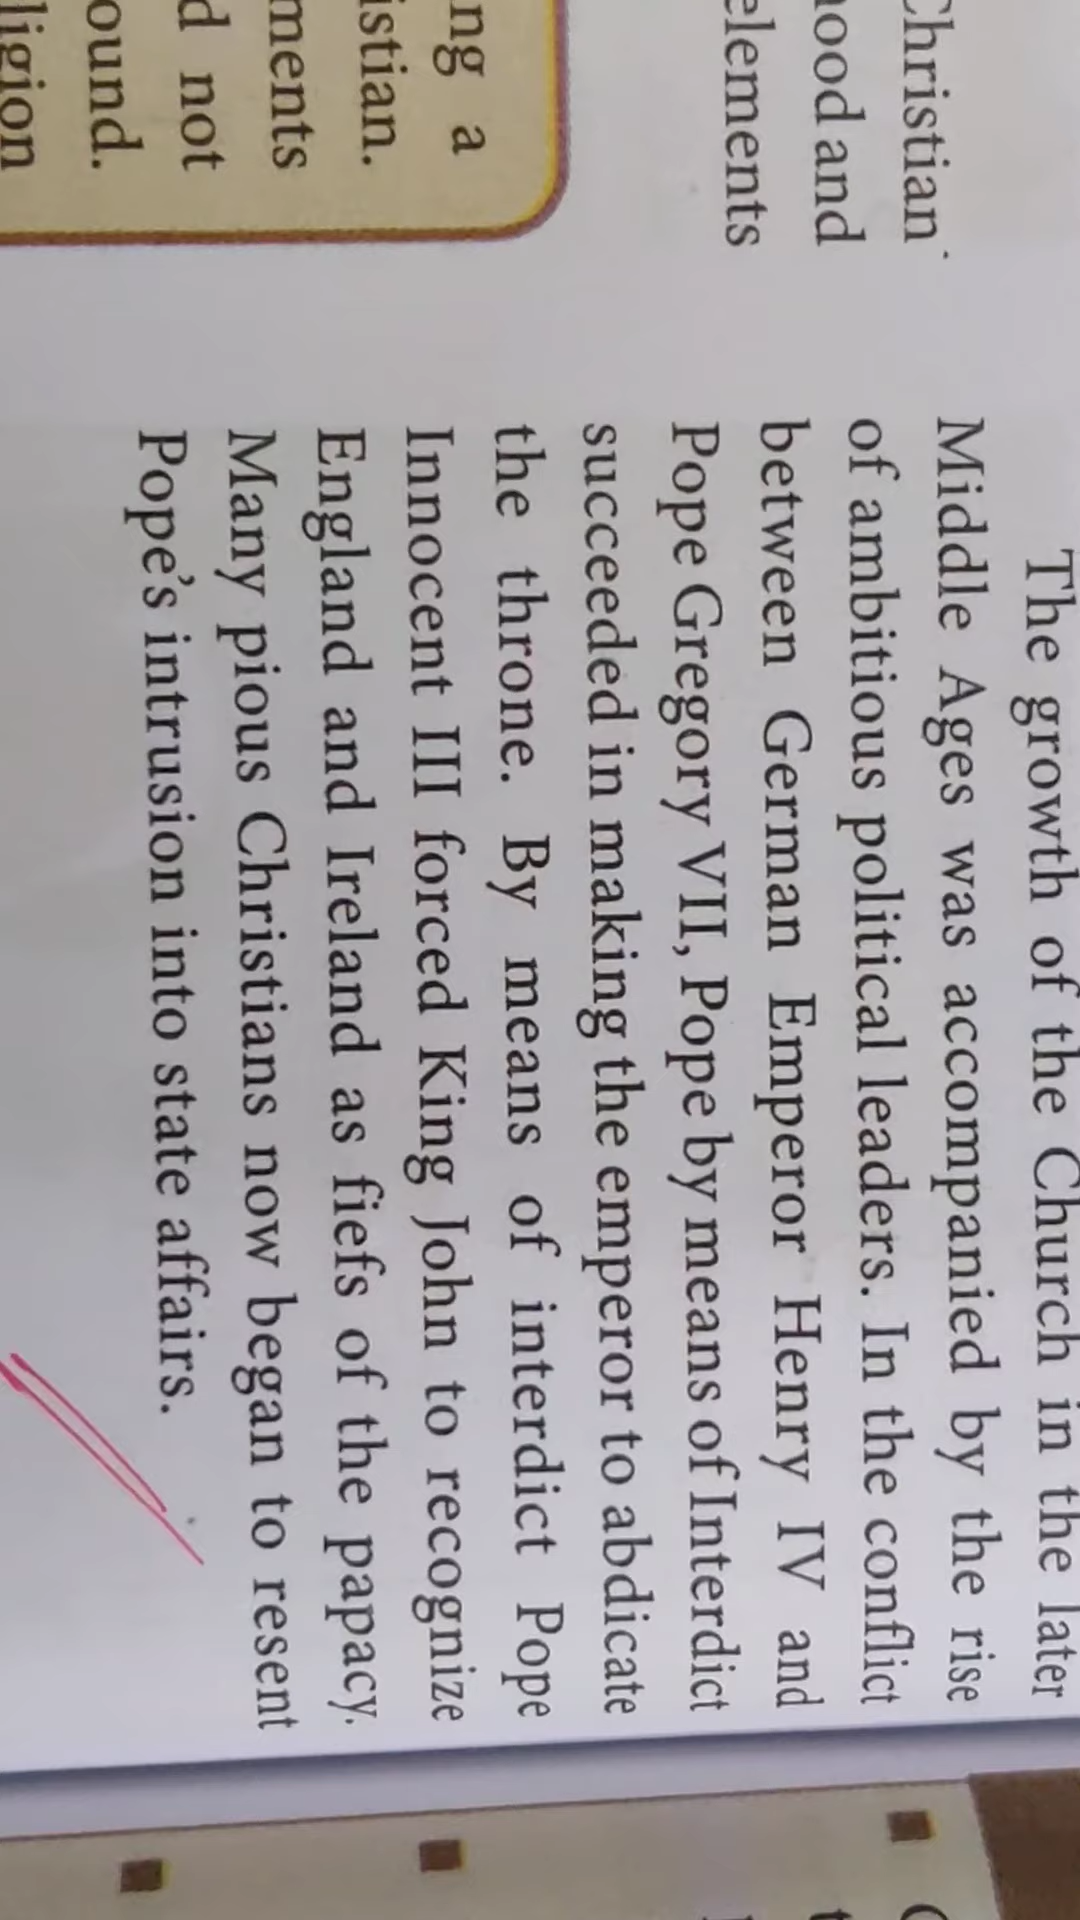 Christian
hood and
elements
ng a
istian.
ments
d not
ound.
ligion
The growth of the Church in the later
Middle Ages was accompanied by the rise
of ambitious political leaders. In the conflict
between German Emperor Henry IV and
Pope Gregory VII, Pope by means of Interdict
succeeded in making the emperor to abdicate
the throne. By means of interdict Pope
Innocent III forced King John to recognize
England and Ireland as fiefs of the papacy.
Many pious Christians now began to resent
Pope's intrusion into state affairs.